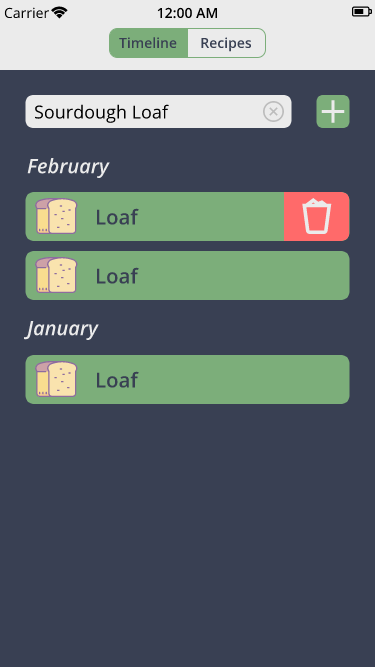 Carrier 12:00 AM
Timeline Recipes
Sourdough Loaf
February
Loaf
Loaf
January
Loaf